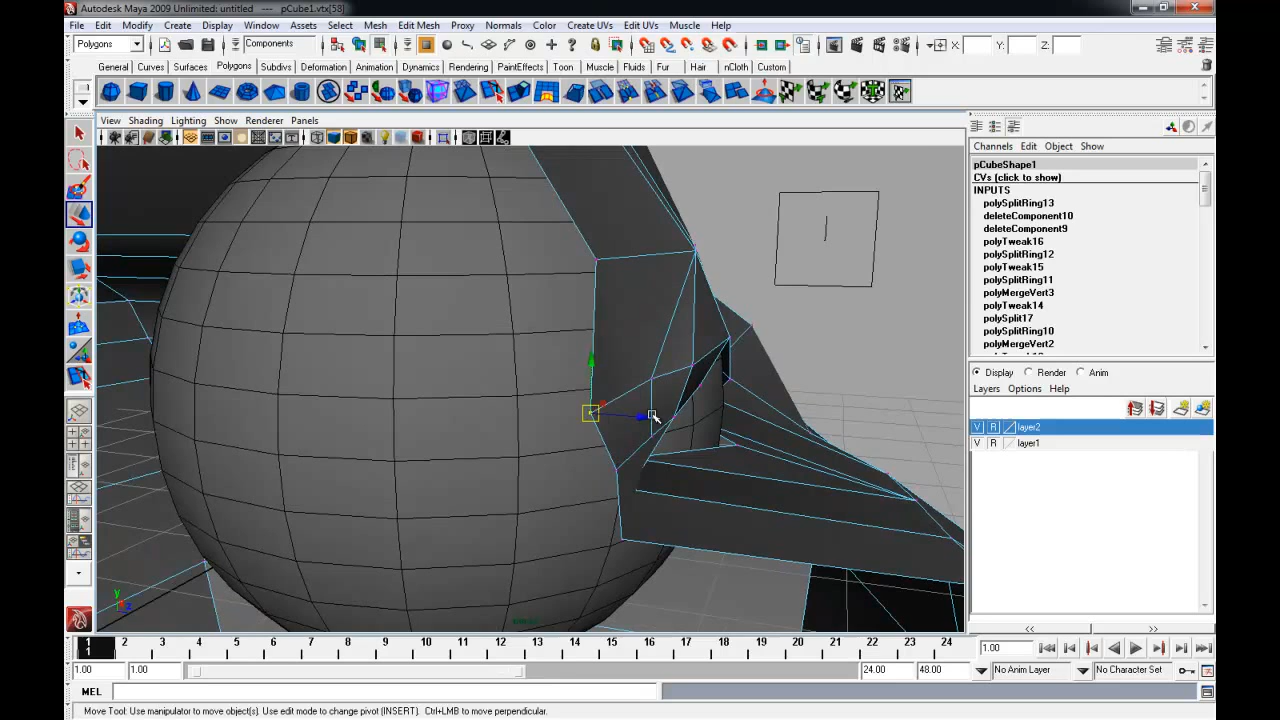 Autodesk Maya 2009 Unlimited: untitled --- pCube1.vtx[53]
File Edit Modify Create Display Window Assets Select Mesh Edit Mesh Proxy Normals Color Create UVs Edit UVs Muscle Help
Polygons Components X: Y: Z:
General Curves Surfaces Polygons Subdivs Deformation Animation Dynamics Rendering PaintEffects Toon Muscle Fluids Fur Hair nCloth Custom
View Shading Lighting Show Renderer Panels
Channels Edit Object Show
pCubeShape1
CVs (click to show)
INPUTS
polySplitRing13
deleteComponent10
deleteComponent9
polyTweak16
polySplitRing12
polyTweak15
polySplitRing11
polyMergeVert3
polyTweak14
polySplit17
polySplitRing10
polyMergeVert2
Display Render Anim
Layers Options Help
V R layer2
V R layer1
y
z
1 2 3 4 5 6 7 8 9 10 11 12 13 14 15 16 17 18 19 20 21 22 23 24
1
1.00
1.00 1.00 24.00 48.00 No Anim Layer No Character Set
MEL
Move Tool: Use manipulator to move object(s). Use edit mode to change pivot (INSERT). Ctrl+LMB to move perpendicular.